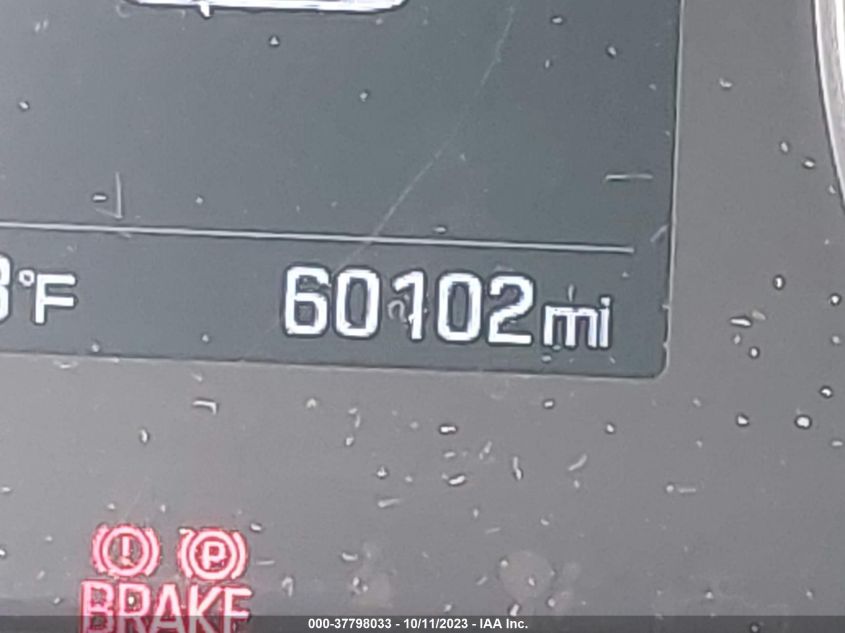 °F 60102mi
P
BRAKE
000-37798033 - 10/11/2023 - IAA Inc.